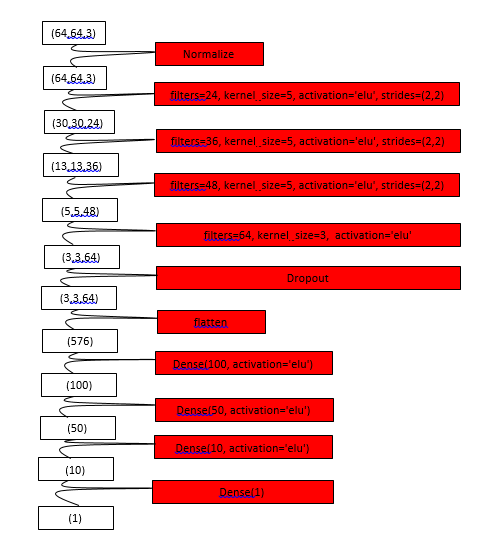 (64,64,3)
Normalize
(64,64,3)
filters=24, kernel_size=5, activation='elu', strides=(2,2)
(30,30,24)
filters=36, kernel_size=5, activation='elu', strides=(2,2)
(13,13,36)
filters=48, kernel_size=5, activation='elu', strides=(2,2)
(5,5,48)
filters=64, kernel_size=3, activation='elu'
(3,3,64)
Dropout
(3,3,64)
flatten
(576)
Dense(100, activation='elu')
(100)
Dense(50, activation='elu')
(50)
Dense(10, activation='elu')
(10)
Dense(1)
(1)